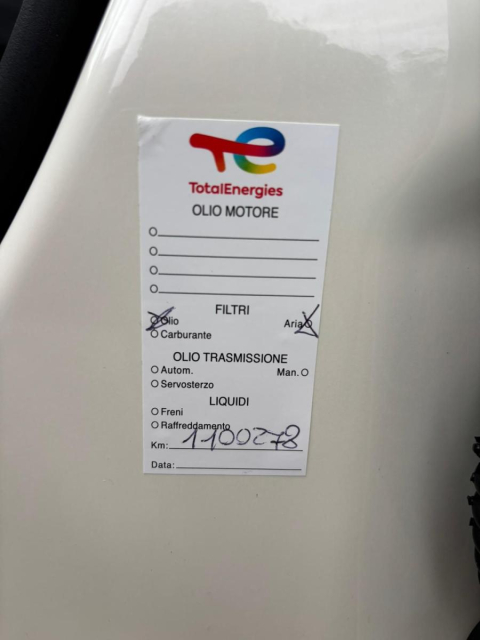 TotalEnergies
OLIO MOTORE
FILTRI
Olio Aria
Carburante
OLIO TRASMISSIONE
Autom. Man.
Servosterzo
LIQUIDI
Freni
Raffreddamento
Km: 1100278
Data: